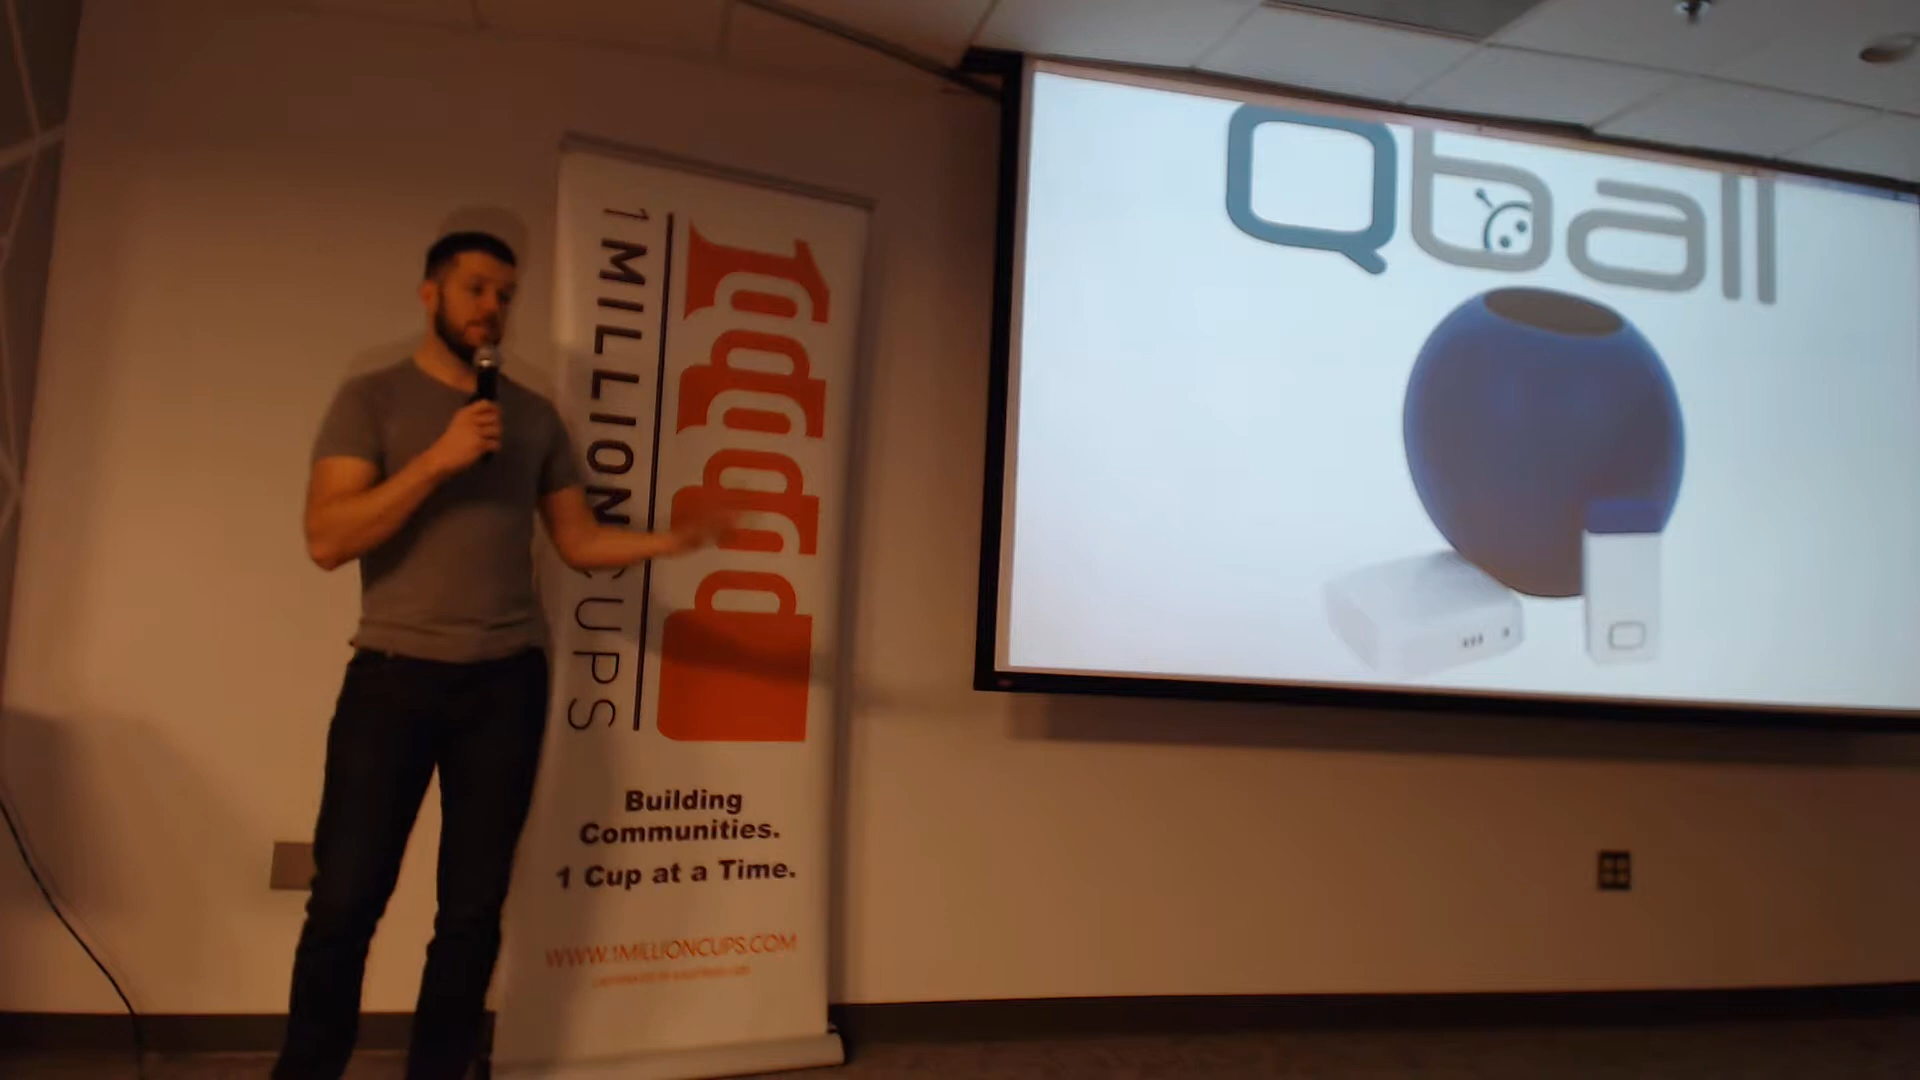 1 MILLION CUPS
Building
Communities.
1 Cup at a Time.
WWW.1MILLIONCUPS.COM
Qball